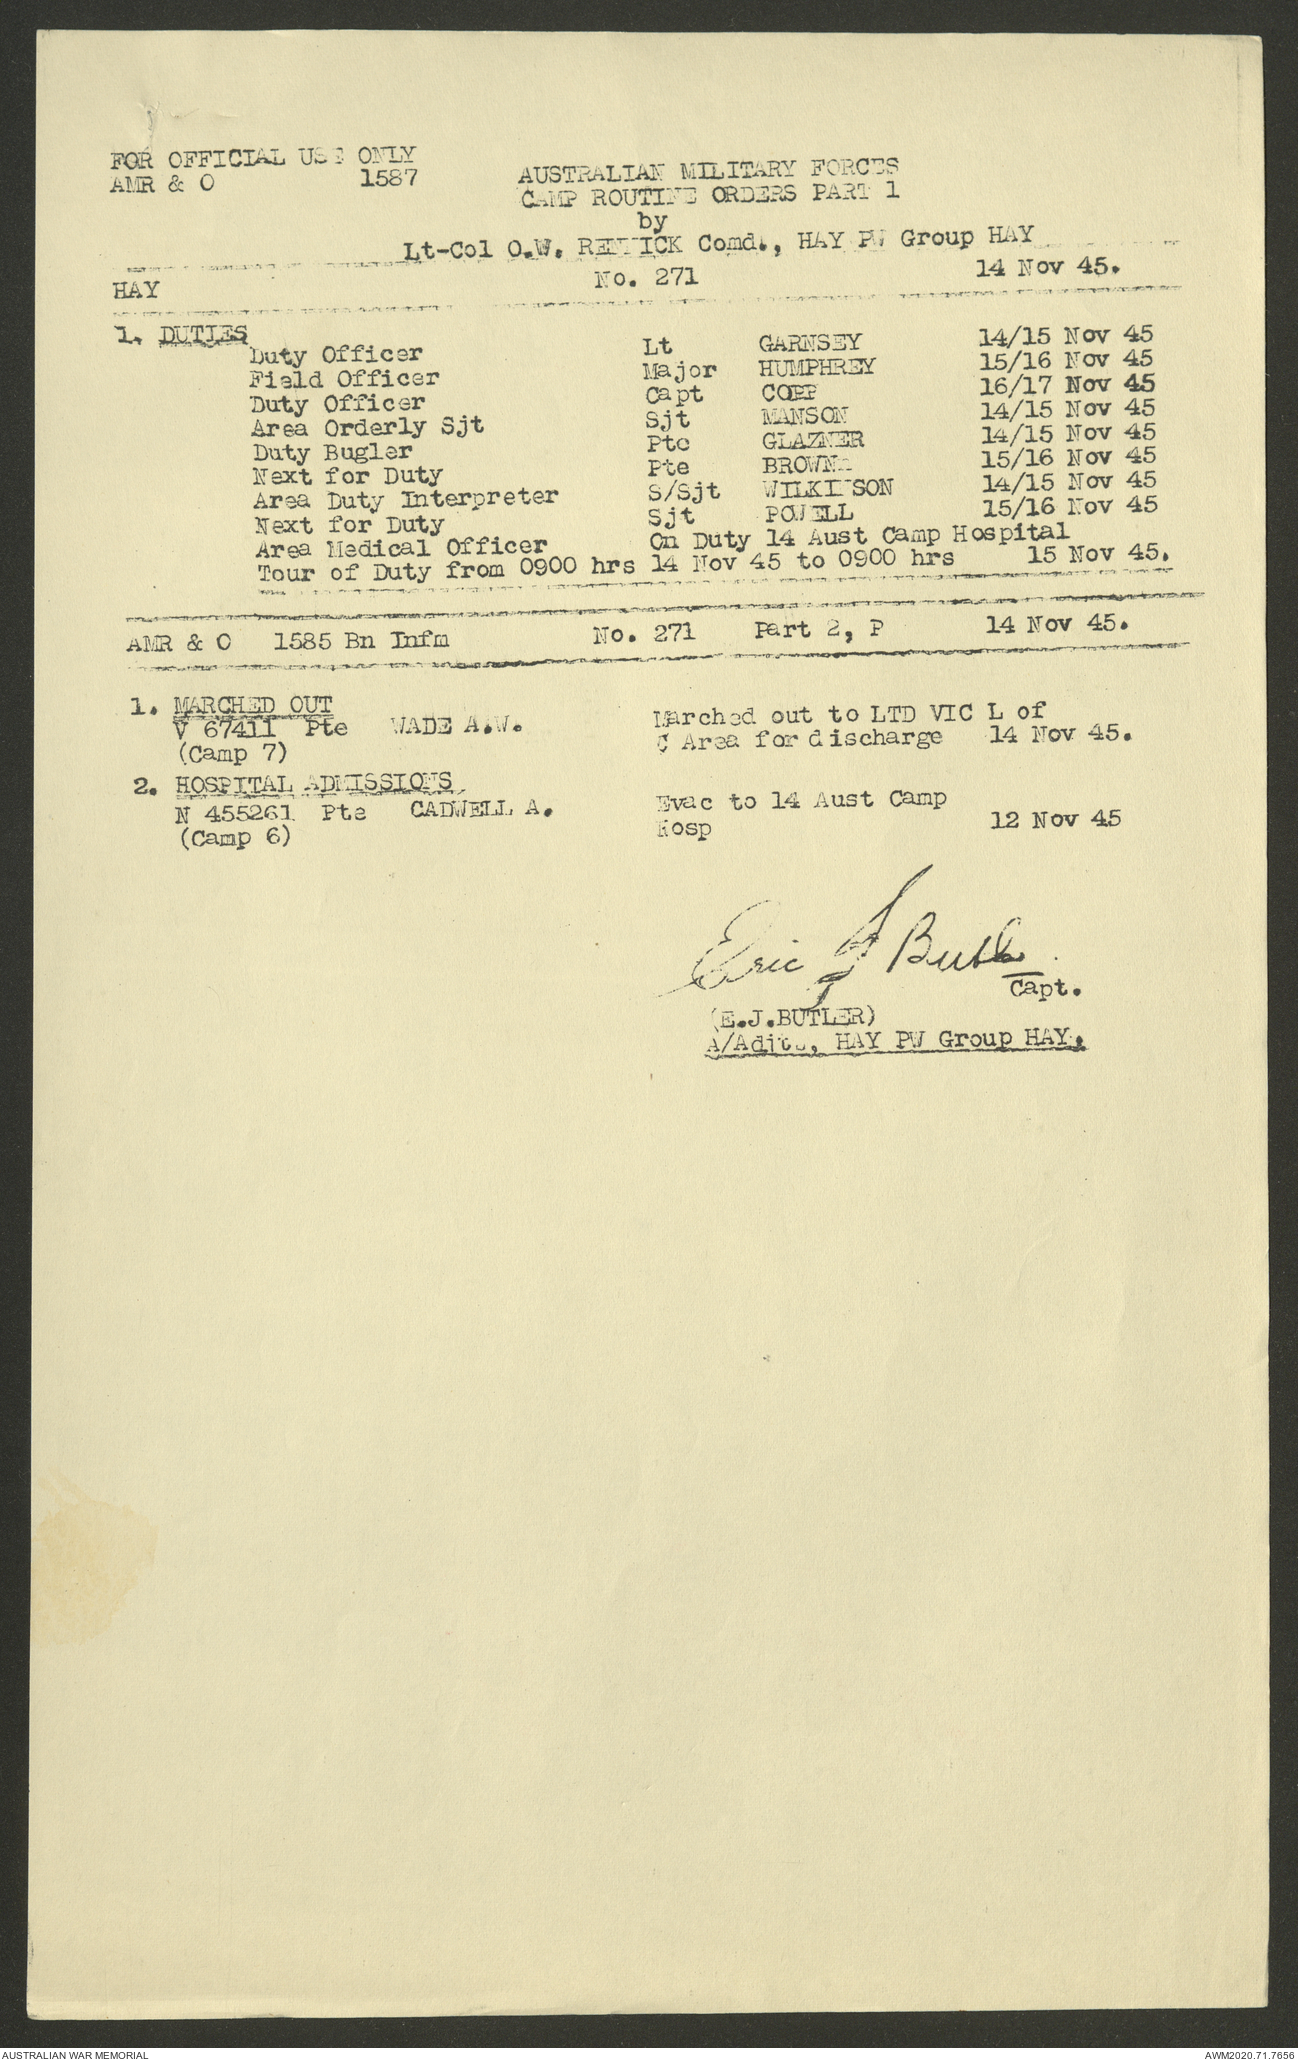 FOR OFFICIAL USE ONLY
AMR & O 1587
AUSTRALIAN MILITARY FORCES
CAMP ROUTINE ORDERS PART 1
by
Lt-Col O.W. Comd., HAY PW Group HAY
HAY No. 271 14 Nov 45.
1. DUTIES
Duty Officer Lt GARNSEY 14/15 Nov 45
Field Officer Major HUMPHREY 15/16 Nov 45
Duty Officer Capt 16/17 Nov 45
Area Orderly Sjt Sjt MANSON 14/15 Nov 45
Duty Bugler Pte GLAZNER 14/15 Nov 45
Next for Duty Pte BROWNE 15/16 Nov 45
Area Duty Interpreter S/Sjt WILKINSON 14/15 Nov 45
Next for Duty Sjt POWELL 15/16 Nov 45
Area Medical Officer On Duty 14 Aust Camp Hospital
Tour of Duty from 0900 hrs 14 Nov 45 to 0900 hrs 15 Nov 45.
AMR & O 1585 Bn Infm No. 271 Part 2, P 14 Nov 45.
1. MARCHED OUT
V 67411 Pte WADE A.W. Marched out to LTD VIC L of
(Camp 7) C Area for discharge 14 Nov 45.
2. HOSPITAL ADMISSIONS
N 455261 Pte CADWELL A. Evac to 14 Aust Camp
(Camp 6) Hosp 12 Nov 45
Eric J Butler
Capt.
(E.J.BUTLER)
A/Adjt., HAY PW Group HAY.
AUSTRALIAN WAR MEMORIAL AWM2020.71.7656